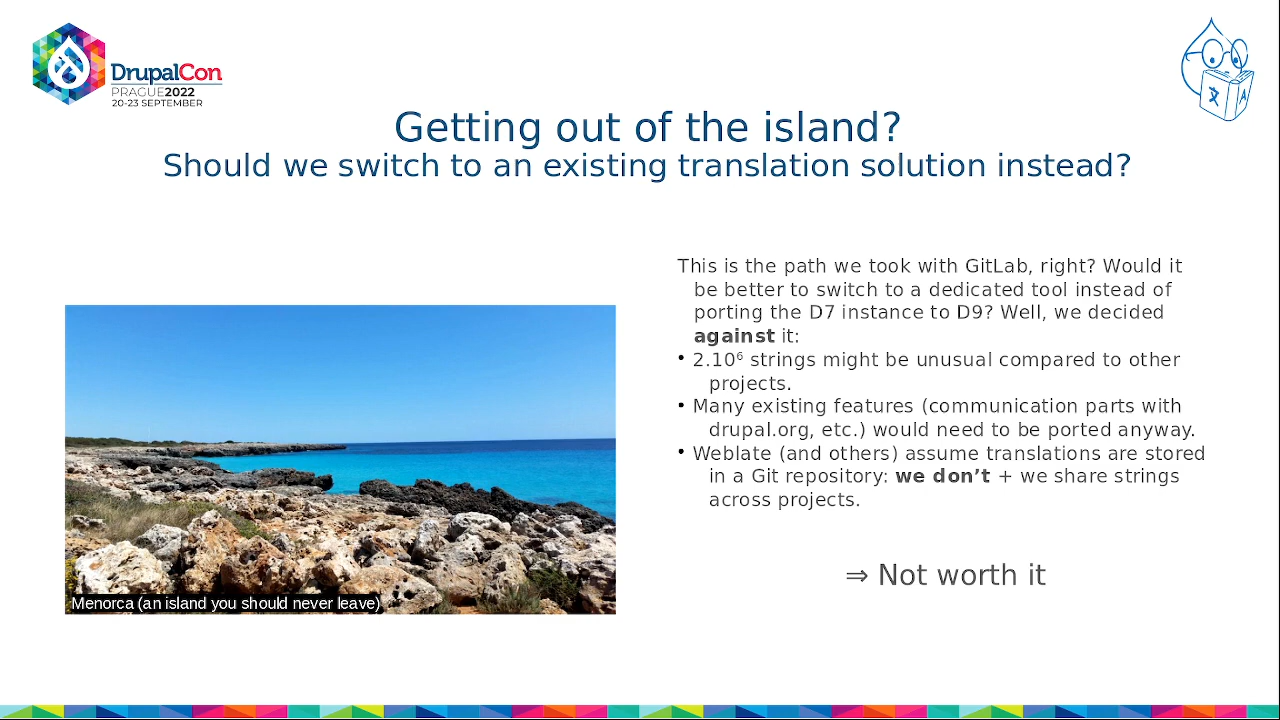 DrupalCon
PRAGUE2022
20-23 SEPTEMBER
Getting out of the island?
Should we switch to an existing translation solution instead?
This is the path we took with GitLab, right? Would it
be better to switch to a dedicated tool instead of
porting the D7 instance to D9? Well, we decided
against it:
• 2.10⁶ strings might be unusual compared to other
projects.
• Many existing features (communication parts with
drupal.org, etc.) would need to be ported anyway.
• Weblate (and others) assume translations are stored
in a Git repository: we don’t + we share strings
across projects.
⇒ Not worth it
Menorca (an island you should never leave)